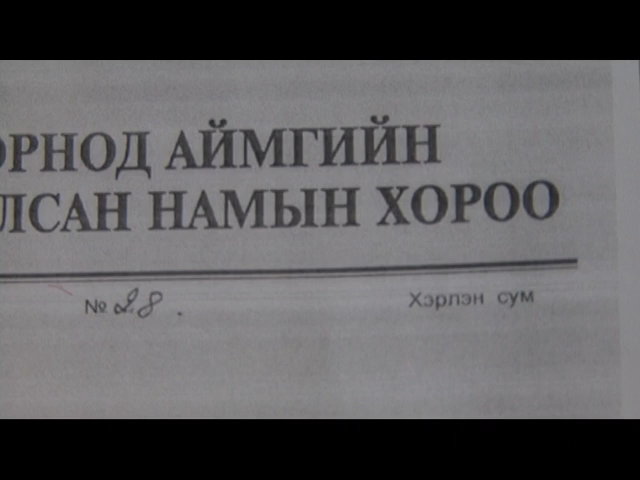 ОРНОД АЙМГИЙН
ЛСАН НАМЫН ХОРОО
№ 28. Хэрлэн сум